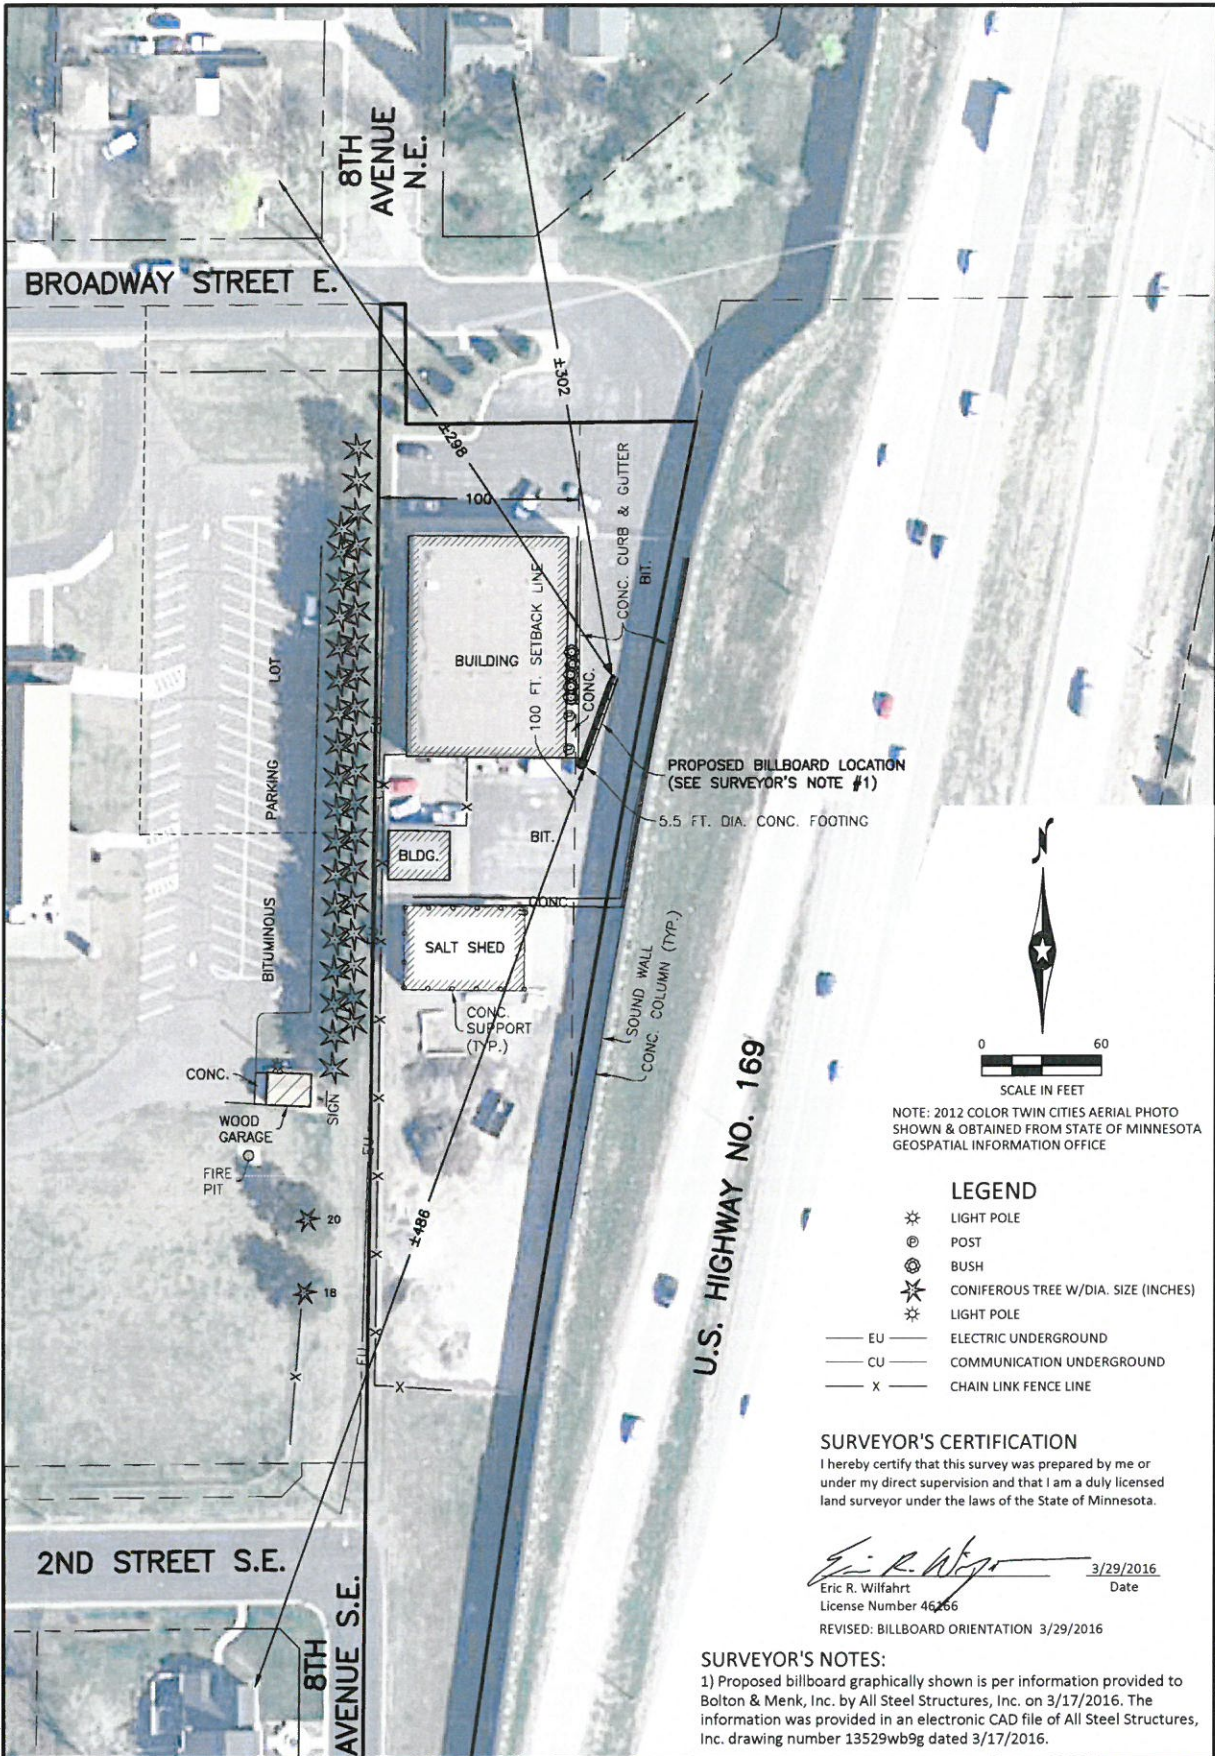 8TH
AVENUE
N.E.
BROADWAY STREET E.
±302
±298
100
100 FT. SETBACK LINE
CONC. CURB & GUTTER
BIT.
BUILDING
CONC.
PARKING LOT
BITUMINOUS
PROPOSED BILLBOARD LOCATION
(SEE SURVEYOR'S NOTE #1)
5.5 FT. DIA. CONC. FOOTING
BIT.
BLDG.
CONC
SALT SHED
CONC.
SUPPORT
(TYP.)
SOUND WALL
CONC. COLUMN (TYP.)
CONC.
WOOD
GARAGE
SIGN
FIRE
PIT
20
18
EU
EU
X
X
X
X
X
X
X
X
X
X
±486
U.S. HIGHWAY NO. 169
2ND STREET S.E.
8TH
AVENUE S.E.
N
0 60
SCALE IN FEET
NOTE: 2012 COLOR TWIN CITIES AERIAL PHOTO
SHOWN & OBTAINED FROM STATE OF MINNESOTA
GEOSPATIAL INFORMATION OFFICE
LEGEND
LIGHT POLE
P POST
BUSH
CONIFEROUS TREE W/DIA. SIZE (INCHES)
LIGHT POLE
EU ELECTRIC UNDERGROUND
CU COMMUNICATION UNDERGROUND
X CHAIN LINK FENCE LINE
SURVEYOR'S CERTIFICATION
I hereby certify that this survey was prepared by me or
under my direct supervision and that I am a duly licensed
land surveyor under the laws of the State of Minnesota.
3/29/2016
Eric R. Wilfahrt
Date
License Number 46166
REVISED: BILLBOARD ORIENTATION 3/29/2016
SURVEYOR'S NOTES:
1) Proposed billboard graphically shown is per information provided to
Bolton & Menk, Inc. by All Steel Structures, Inc. on 3/17/2016. The
information was provided in an electronic CAD file of All Steel Structures,
Inc. drawing number 13529wb9g dated 3/17/2016.